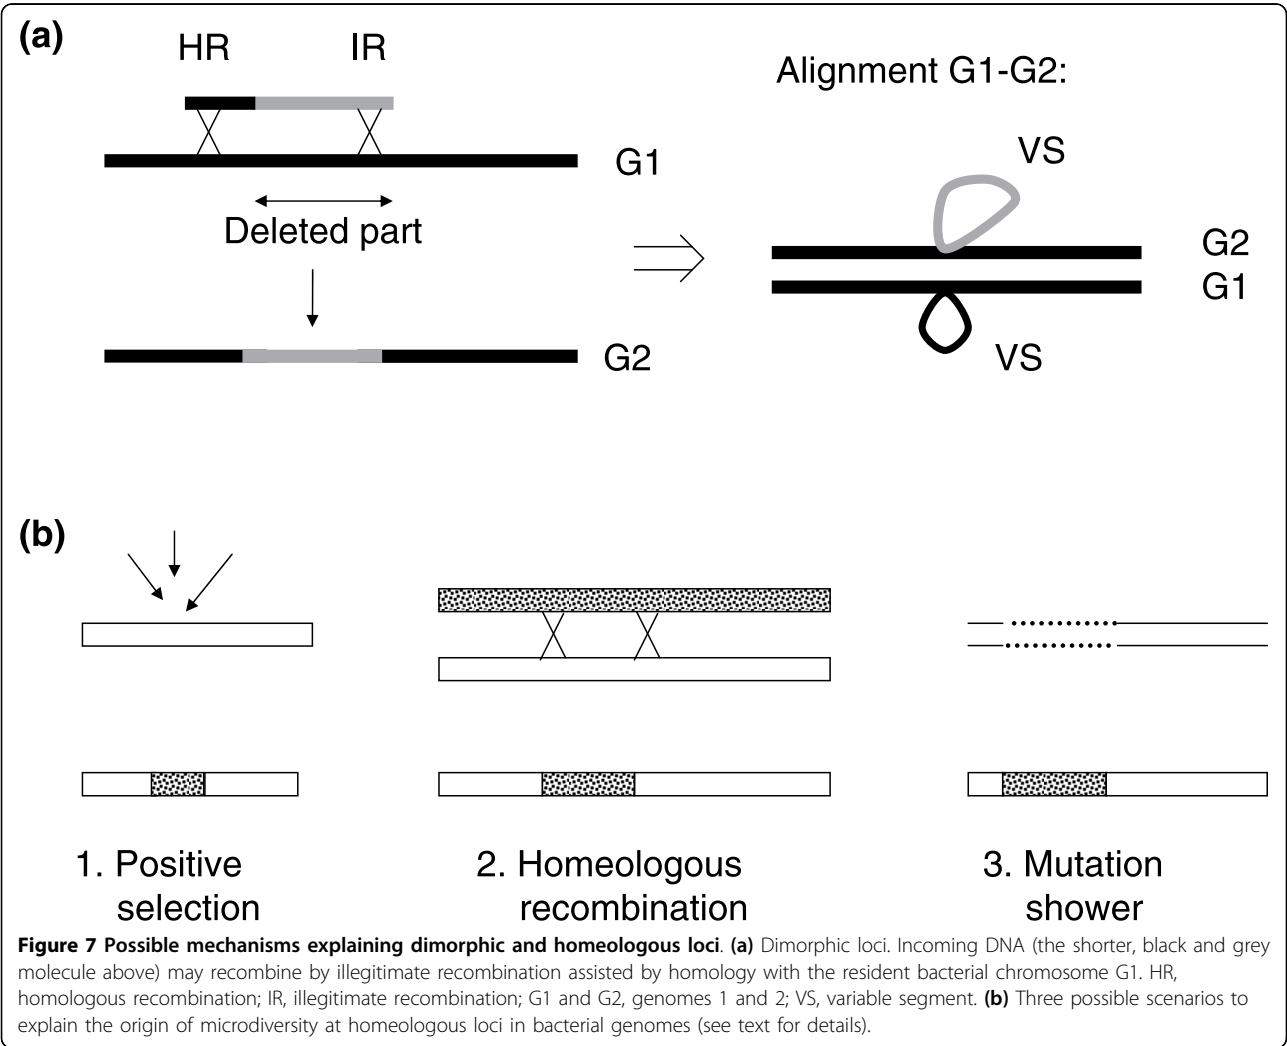 (a)
HR IR
Alignment G1-G2:
VS
G1
Deleted part
G2
G1
VS
G2
(b)
1. Positive
selection
2. Homeologous
recombination
3. Mutation
shower
Figure 7 Possible mechanisms explaining dimorphic and homeologous loci. (a) Dimorphic loci. Incoming DNA (the shorter, black and grey
molecule above) may recombine by illegitimate recombination assisted by homology with the resident bacterial chromosome G1. HR,
homologous recombination; IR, illegitimate recombination; G1 and G2, genomes 1 and 2; VS, variable segment. (b) Three possible scenarios to
explain the origin of microdiversity at homeologous loci in bacterial genomes (see text for details).